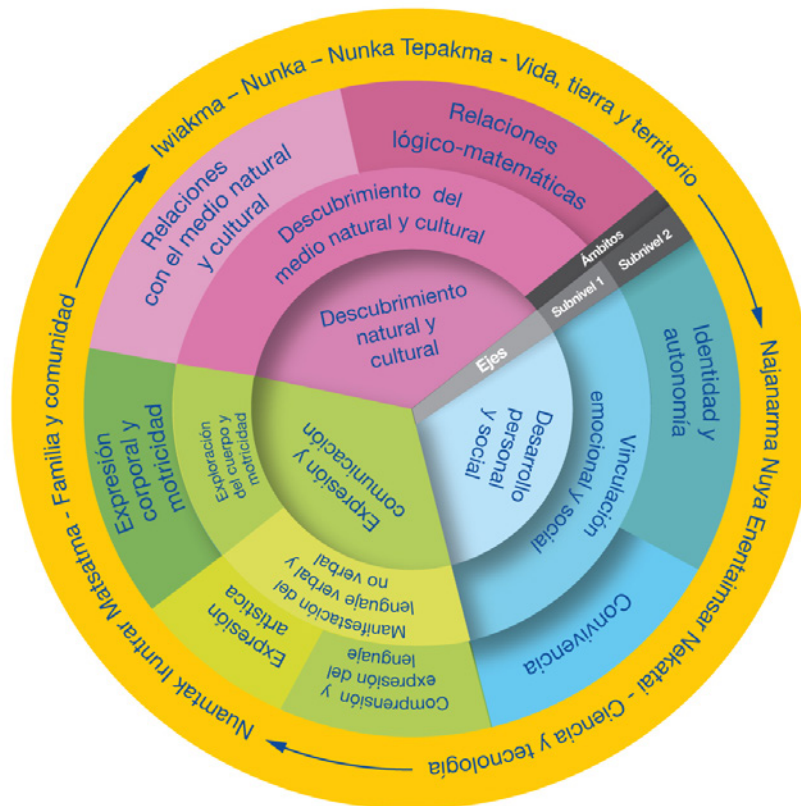 Iwiakma – Nunka – Nunka Tepakma - Vida, tierra y territorio
Najanarma Nuya Enentaimsar Nekatai - Ciencia y tecnología
Nuamtak Iruntrar Matsatma - Familia y comunidad
Relaciones
con el medio natural
y cultural
Relaciones
lógico-matemáticas
Descubrimiento del
medio natural y cultural
Descubrimiento
natural y
cultural
Ámbitos
Subnivel 1
Subnivel 2
Ejes
Identidad y
autonomía
Vinculación
emocional y social
Desarrollo
personal
y social
Convivencia
Expresión y
comunicación
Exploración
del cuerpo y
motricidad
Expresión
corporal y
motricidad
Manifestación del
lenguaje verbal y
no verbal
Expresión
artística
Comprensión y
expresión del
lenguaje